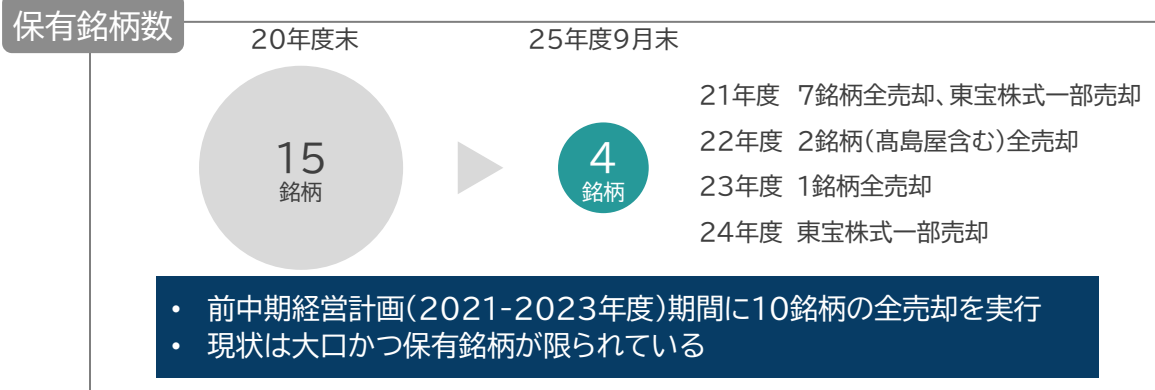 保有銘柄数
20年度末
25年度9月末
15
銘柄
4
銘柄
21年度 7銘柄全売却、東宝株式一部売却
22年度 2銘柄(髙島屋含む)全売却
23年度 1銘柄全売却
24年度 東宝株式一部売却
• 前中期経営計画(2021-2023年度)期間に10銘柄の全売却を実行
• 現状は大口かつ保有銘柄が限られている